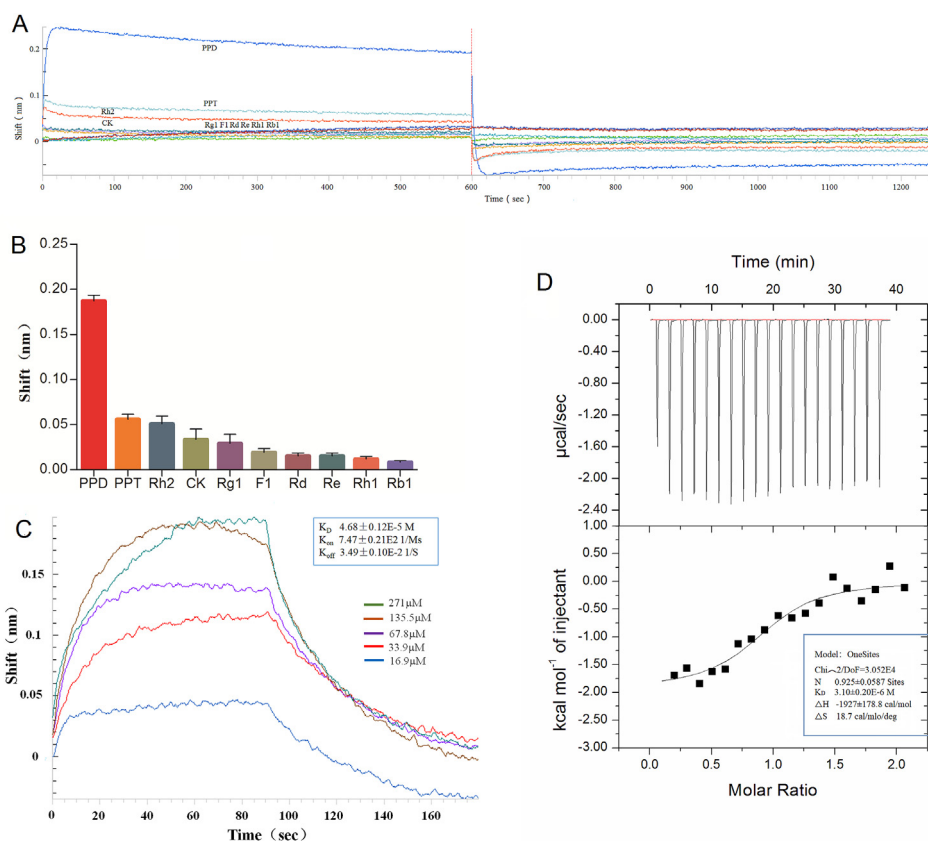 A
Shift (nm)
0.2
0.1
0
PPD
PPT
Rh2
CK
Rg1 F1 Rd Re Rh1 Rb1
0 100 200 300 400 500 600 700 800 900 1000 1100 1200
Time ( sec )
B
Shift（nm）
0.25
0.20
0.15
0.10
0.05
0.00
PPD PPT Rh2 CK Rg1 F1 Rd Re Rh1 Rb1
C
Shift (nm)
0.15
0.1
0.05
0
K_D 4.68±0.12E-5 M
K_on 7.47±0.21E2 1/Ms
K_off 3.49±0.10E-2 1/S
271μM
135.5μM
67.8μM
33.9μM
16.9μM
0 20 40 60 80 100 120 140 160
Time（sec）
D
Time (min)
0 10 20 30 40
µcal/sec
0.00
-0.40
-0.80
-1.20
-1.60
-2.00
-2.40
kcal mol⁻¹ of injectant
1.00
0.50
0.00
-0.50
-1.00
-1.50
-2.00
-3.00
Model: OneSites
Chi^2/DoF=3.052E4
N 0.925±0.0587 Sites
K_D 3.10±0.20E-6 M
ΔH -1927±178.8 cal/mol
ΔS 18.7 cal/mlo/deg
0.0 0.5 1.0 1.5 2.0
Molar Ratio